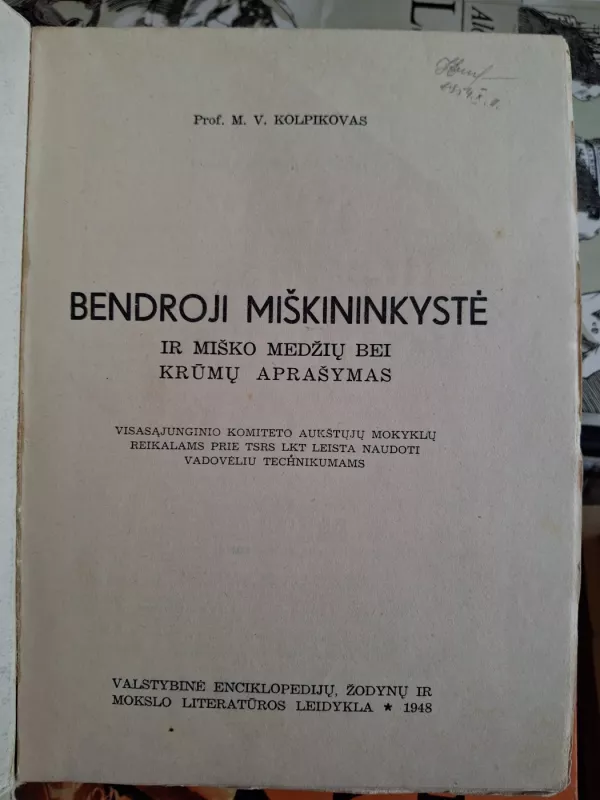 Prof. M. V. KOLPIKOVAS
BENDROJI MIŠKININKYSTĖ
IR MIŠKO MEDŽIŲ BEI
KRŪMŲ APRAŠYMAS
VISASĄJUNGINIO KOMITETO AUKŠTŲJŲ MOKYKLŲ
REIKALAMS PRIE TSRS LKT LEISTA NAUDOTI
VADOVĖLIU TECHNIKUMAMS
VALSTYBINĖ ENCIKLOPEDIJŲ, ŽODYNŲ IR
MOKSLO LITERATŪROS LEIDYKLA ★ 1948